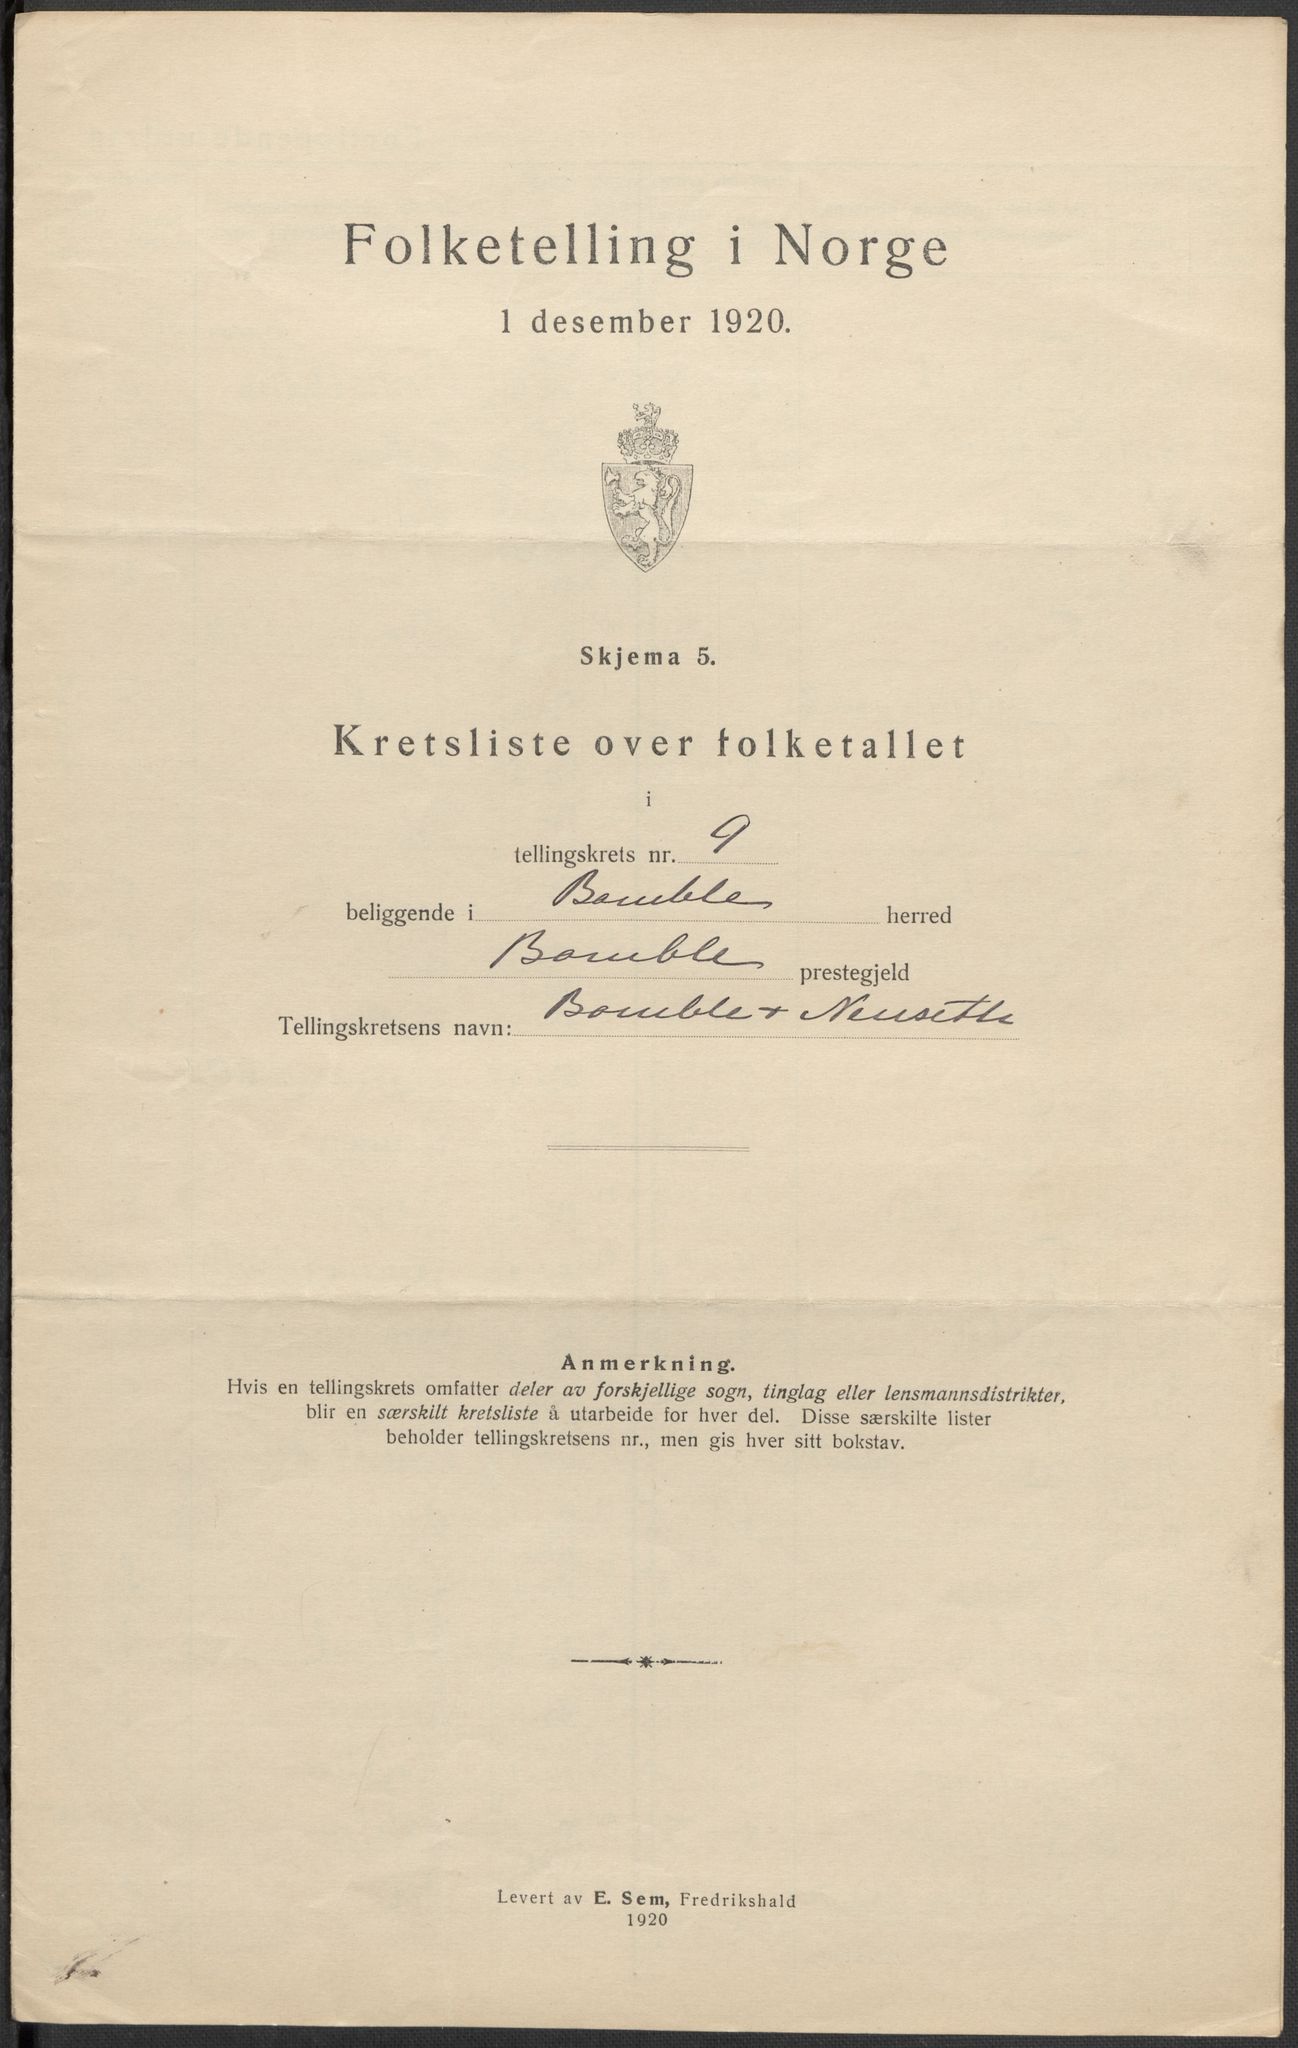 Folketelling i Norge
1 desember 1920.
Skjema 5.
Kretsliste over folketallet
i
tellingskrets nr. 9
beliggende i Bamble herred
Bamble prestegjeld
Tellingskretsens navn: Bamble + Nenseth
Anmerkning.
Hvis en tellingskrets omfatter deler av forskjellige sogn, tinglag eller lensmannsdistrikter,
blir en særskilt kretsliste å utarbeide for hver del. Disse særskilte lister
beholder tellingskretsens nr., men gis hver sitt bokstav.
Levert av E. Sem, Fredrikshald
1920